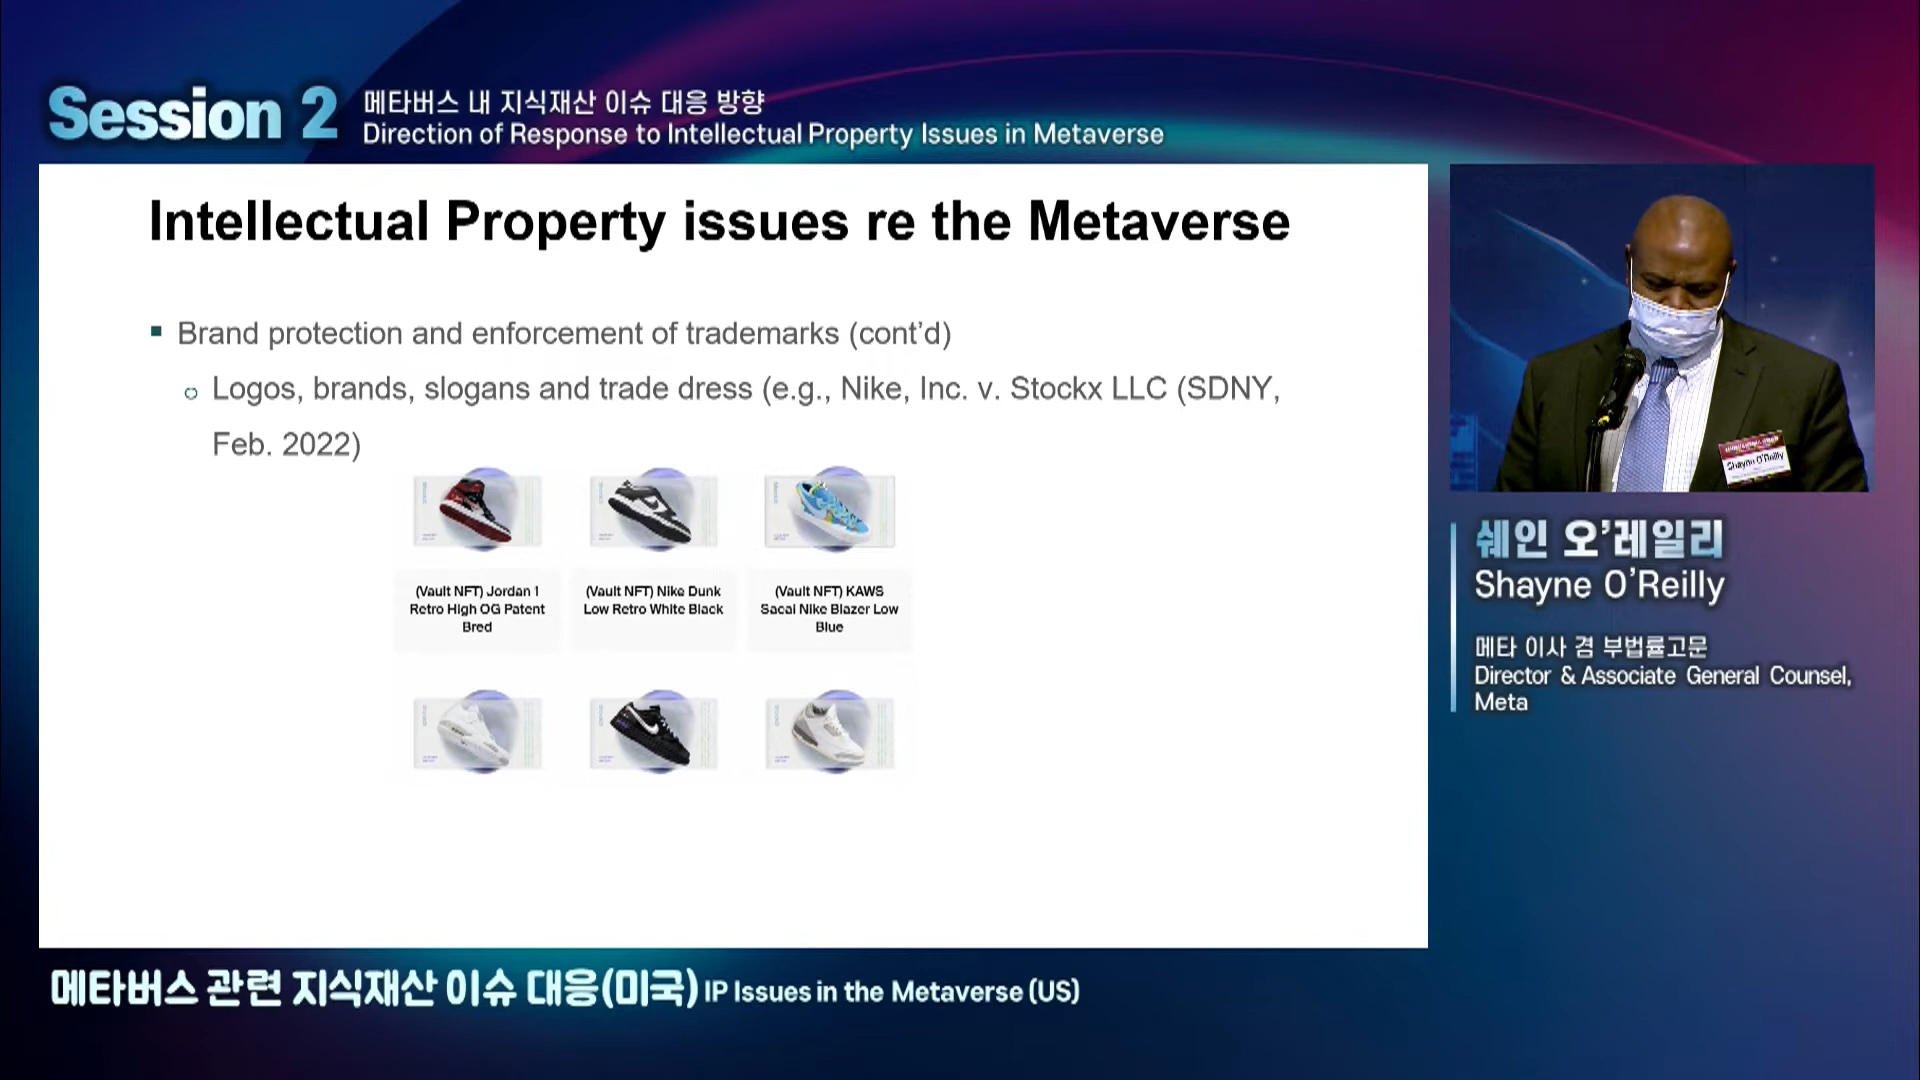 Session 2
메타버스 내 지식재산 이슈 대응 방향
Direction of Response to Intellectual Property Issues in Metaverse
Intellectual Property issues re the Metaverse
Brand protection and enforcement of trademarks (cont'd)
Logos, brands, slogans and trade dress (e.g., Nike, Inc. v. Stockx LLC (SDNY,
Feb. 2022)
(Vault NFT) Jordan 1
Retro High OG Patent
Bred
(Vault NFT) Nike Dunk
Low Retro White Black
(Vault NFT) KAWS
Sacai Nike Blazer Low
Blue
Shayne O'Reilly
쉐인 오'레일리
Shayne O'Reilly
메타 이사 겸 부법률고문
Director & Associate General Counsel,
Meta
메타버스 관련 지식재산 이슈 대응(미국) IP Issues in the Metaverse (US)